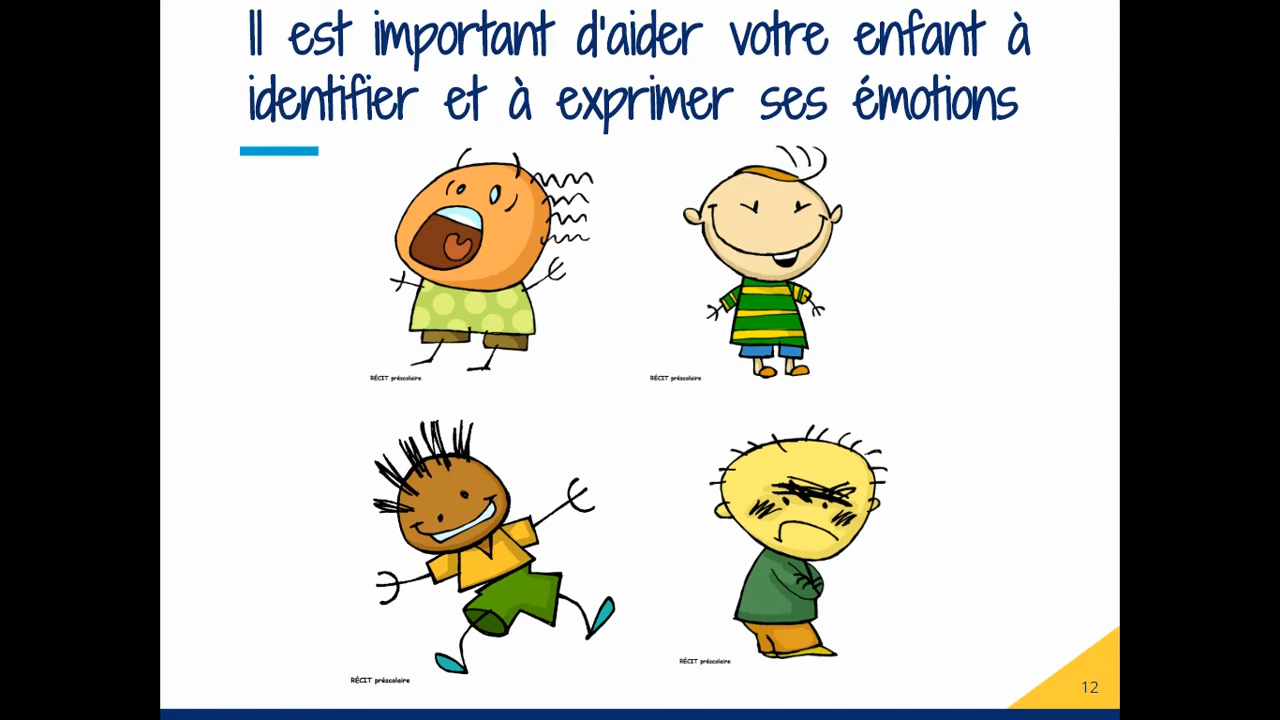 Il est important d'aider votre enfant à
identifier et à exprimer ses émotions
RÉCIT préscolaire
RÉCIT préscolaire
RÉCIT préscolaire
RÉCIT préscolaire
12